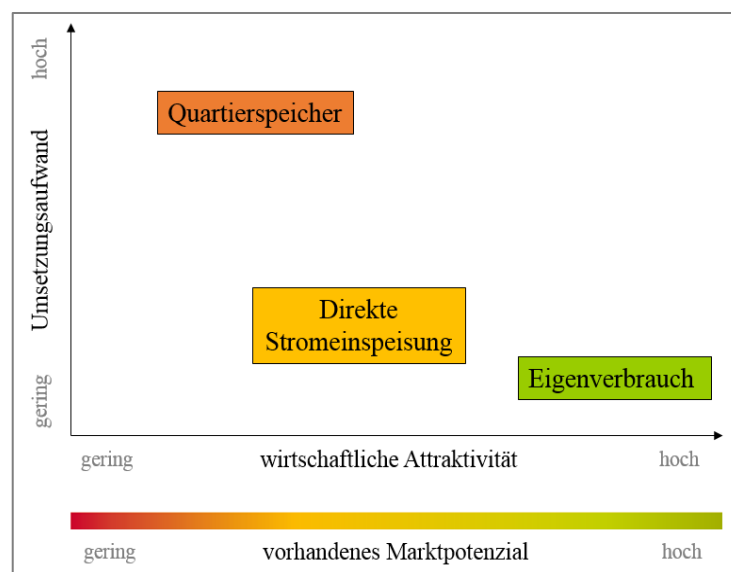 hoch
Umsetzungsaufwand
gering
Quartierspeicher
Direkte
Stromeinspeisung
Eigenverbrauch
gering wirtschaftliche Attraktivität hoch
gering vorhandenes Marktpotenzial hoch